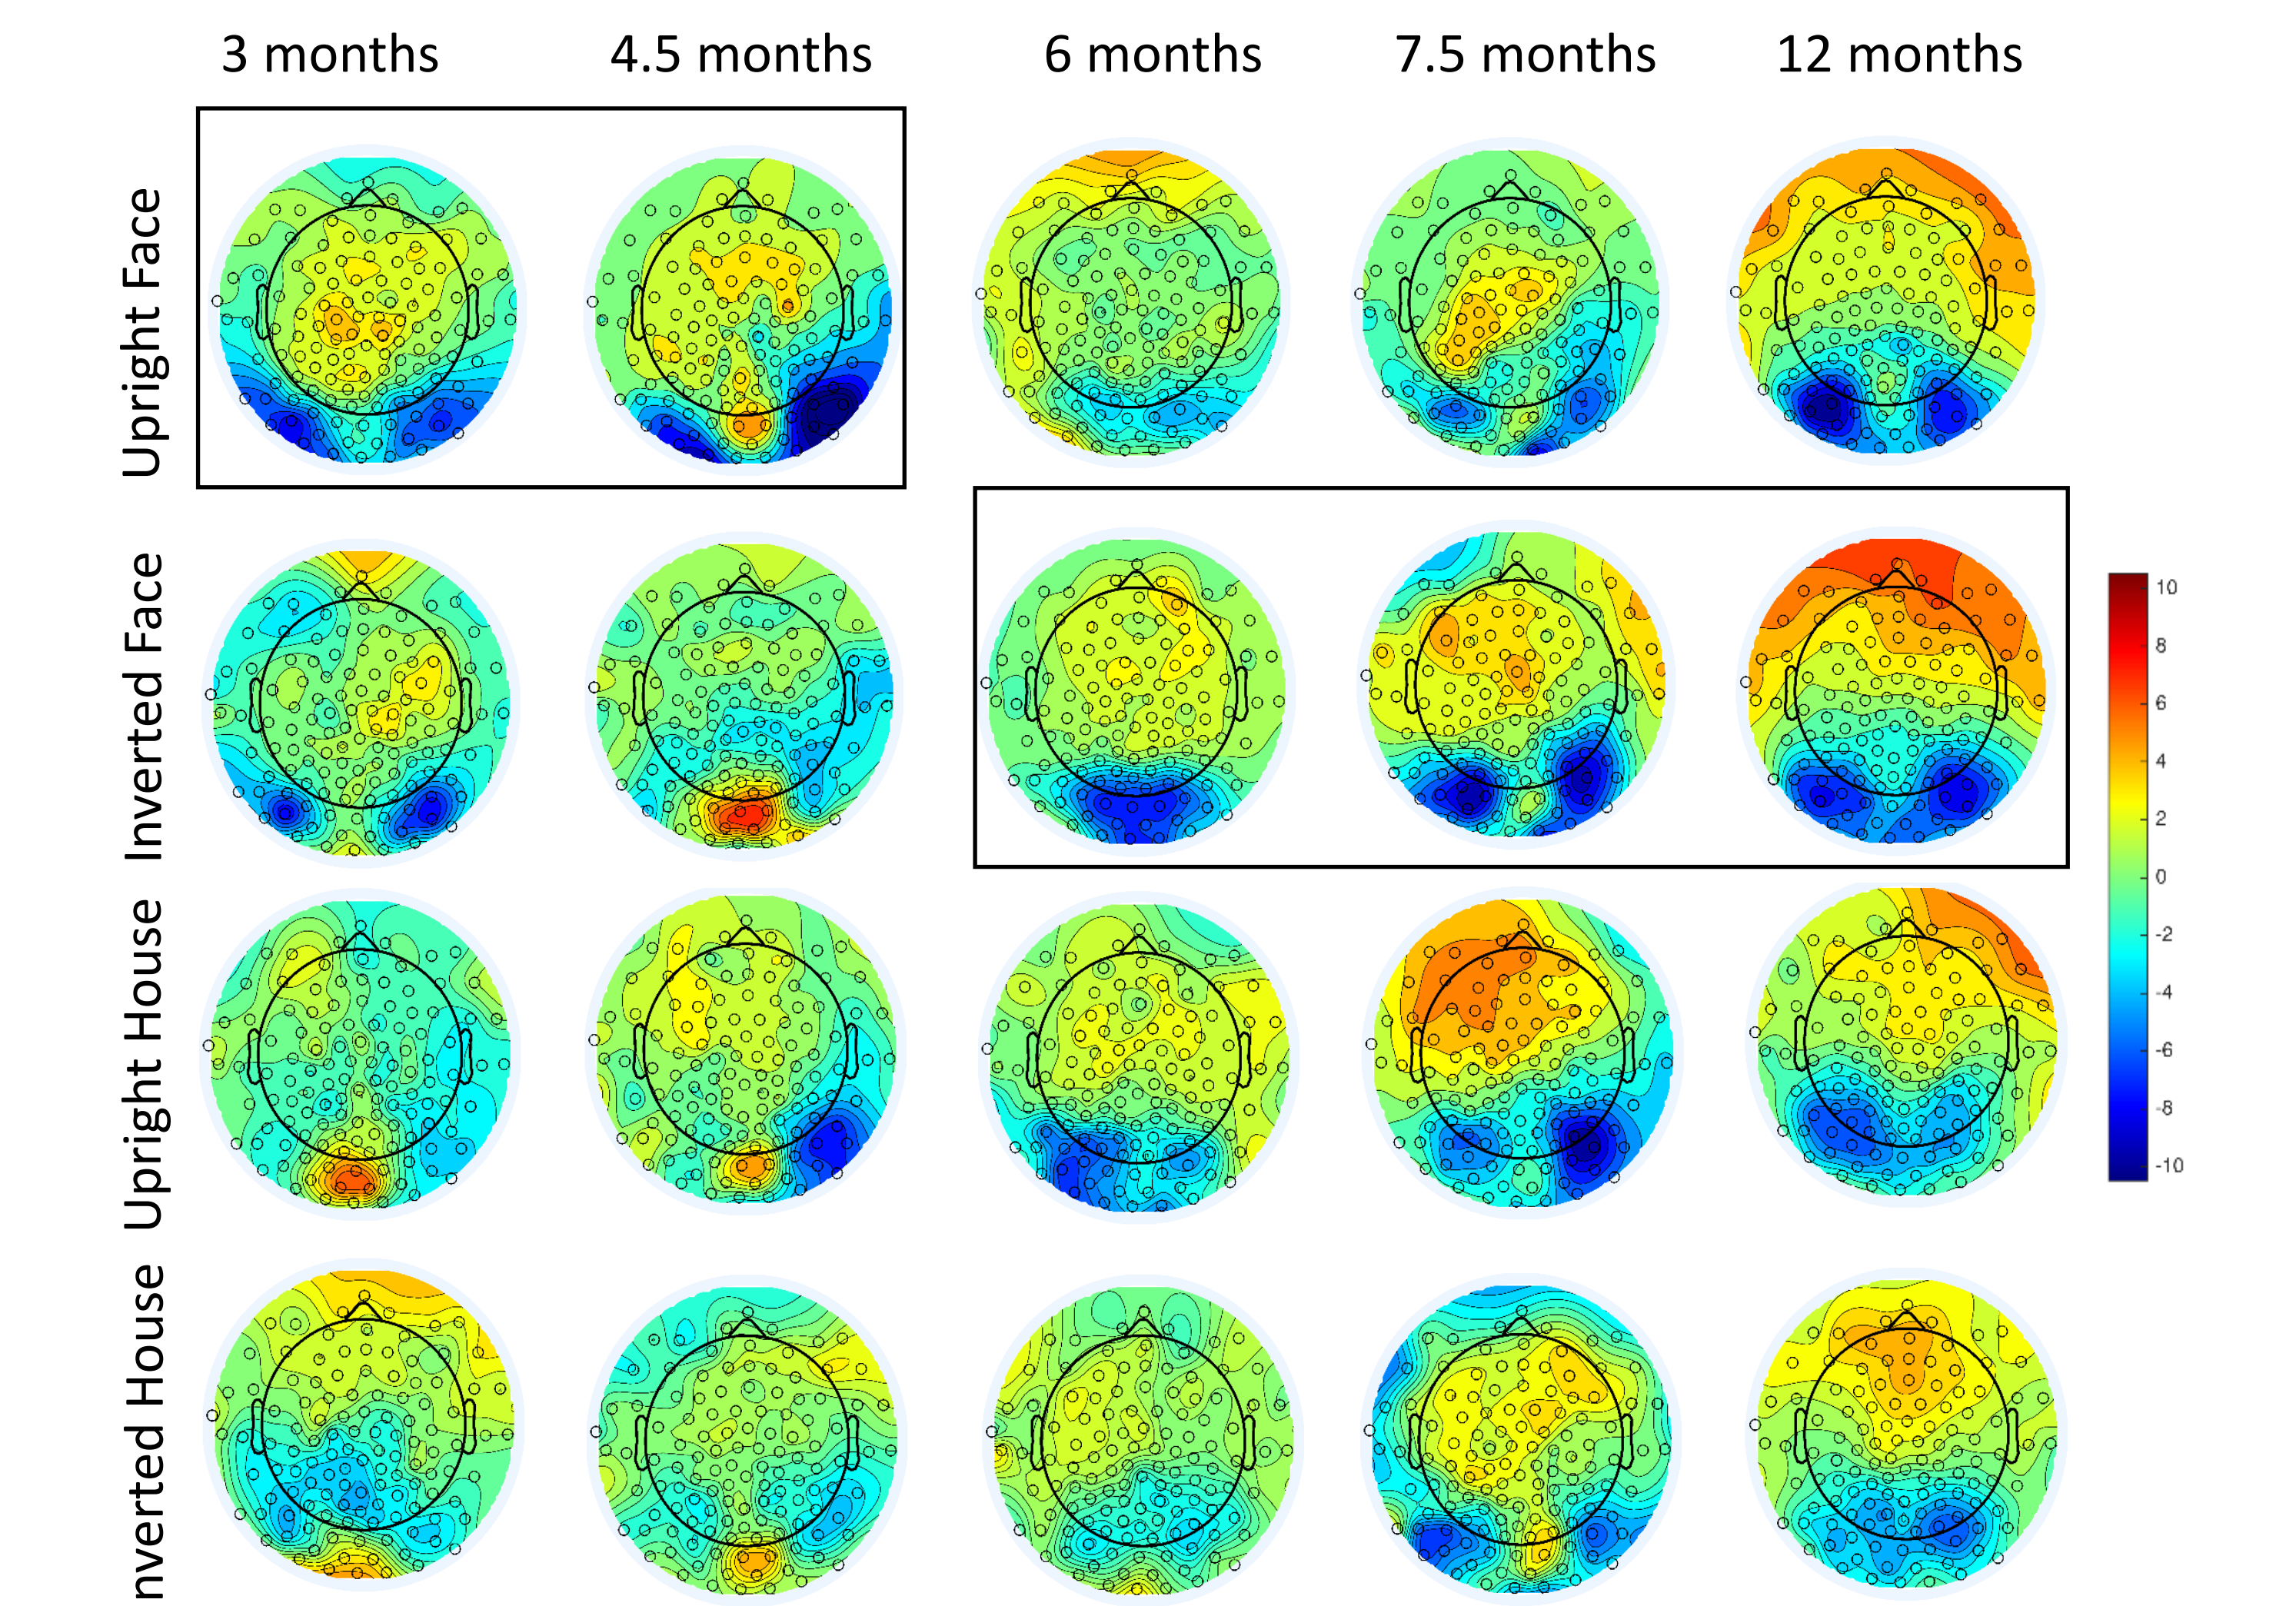 3 months 4.5 months 6 months 7.5 months 12 months
Upright Face
Inverted Face
10
8
6
4
2
0
-2
-4
-6
-8
-10
Upright House
nverted House